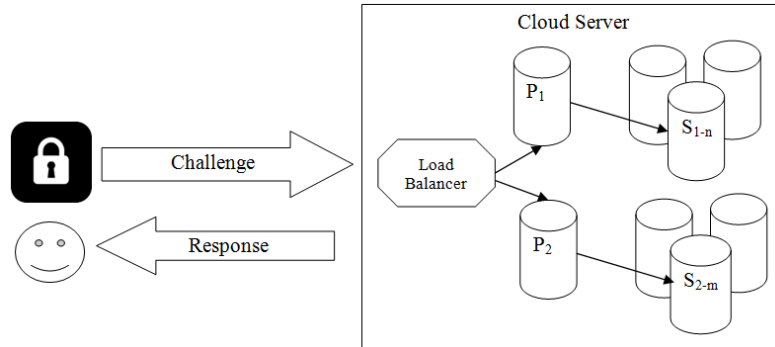 Cloud Server
P1
S1-n
Challenge
Load
Balancer
Response
P2
S2-m